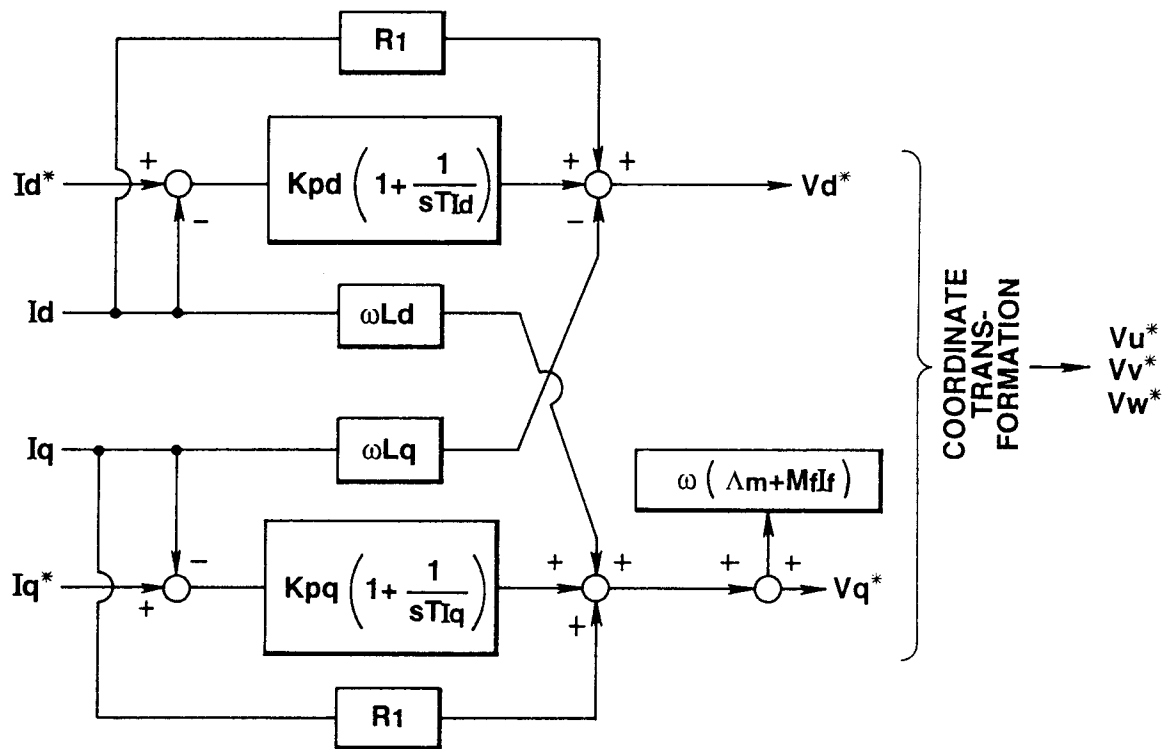 R1
+
Id*
Kpd ( 1+ 1/sTId )
+
+
Vd*
−
−
Id
ωLd
COORDINATE
TRANS-
FORMATION
Vu*
Vv*
Vw*
Iq
ωLq
ω ( Λm+MfIf )
−
+
+
+
+
Iq*
Kpq ( 1+ 1/sTIq )
+
+
Vq*
+
R1